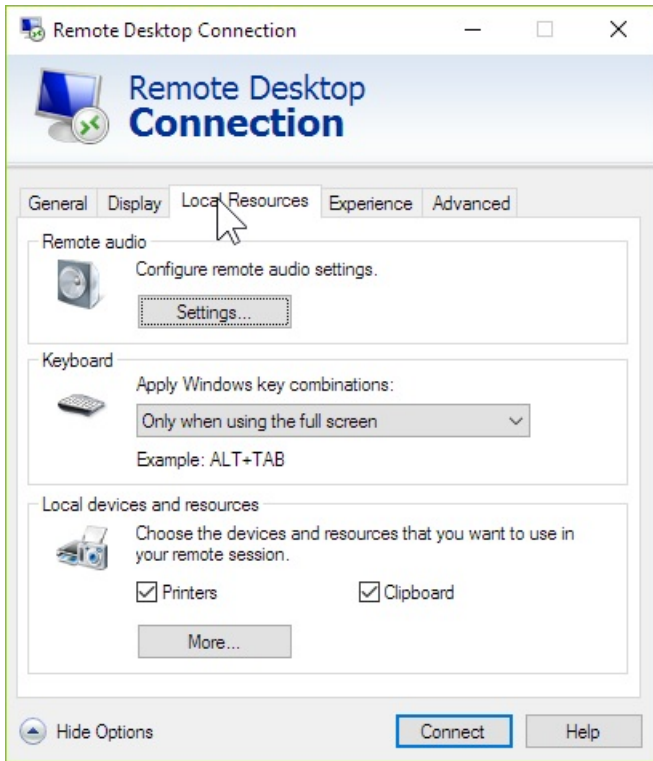 Remote Desktop Connection
Remote Desktop
Connection
General Display Local Resources Experience Advanced
Remote audio
Configure remote audio settings.
Settings...
Keyboard
Apply Windows key combinations:
Only when using the full screen
Example: ALT+TAB
Local devices and resources
Choose the devices and resources that you want to use in
your remote session.
Printers Clipboard
More...
Hide Options Connect Help